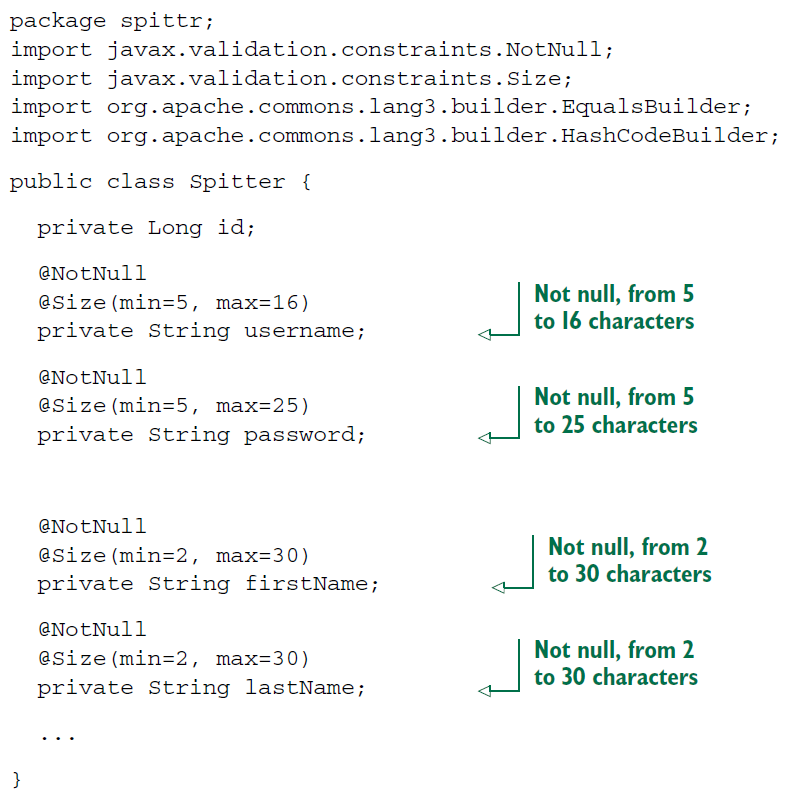 package spittr;
import javax.validation.constraints.NotNull;
import javax.validation.constraints.Size;
import org.apache.commons.lang3.builder.EqualsBuilder;
import org.apache.commons.lang3.builder.HashCodeBuilder;
public class Spitter {
private Long id;
@NotNull
@Size(min=5, max=16)
private String username;
Not null, from 5
to 16 characters
@NotNull
@Size(min=5, max=25)
private String password;
Not null, from 5
to 25 characters
@NotNull
@Size(min=2, max=30)
private String firstName;
Not null, from 2
to 30 characters
@NotNull
@Size(min=2, max=30)
private String lastName;
Not null, from 2
to 30 characters
...
}